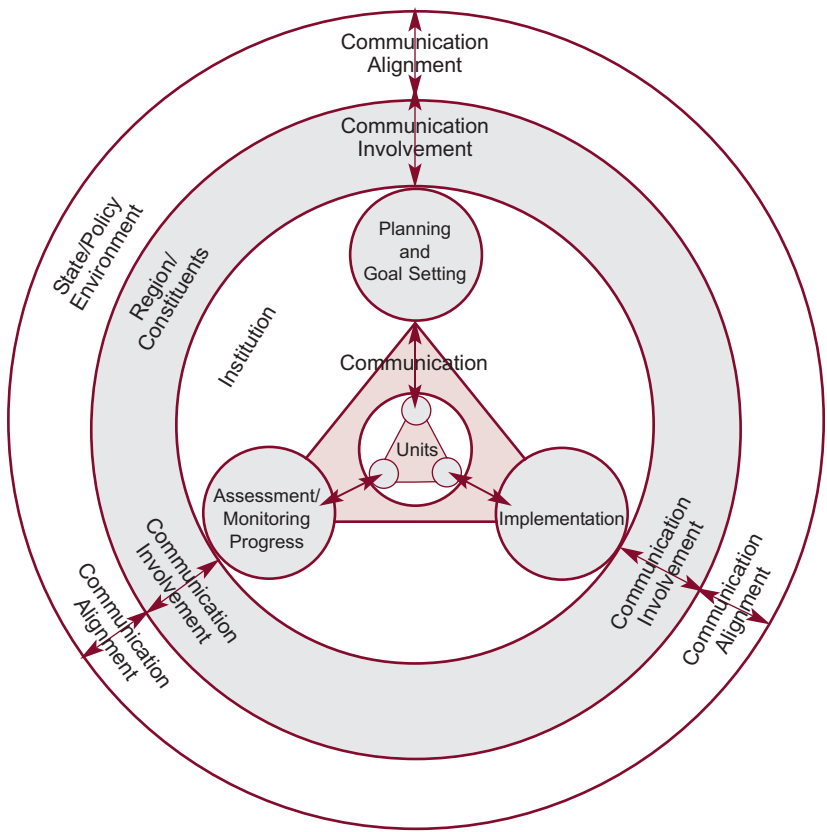 Communication
Alignment
Communication
Involvement
State/Policy
Environment
Region/
Constituents
Institution
Planning
and
Goal Setting
Communication
Units
Assessment/
Monitoring
Progress
Implementation
Communication
Involvement
Communication
Alignment
Communication
Involvement
Communication
Alignment